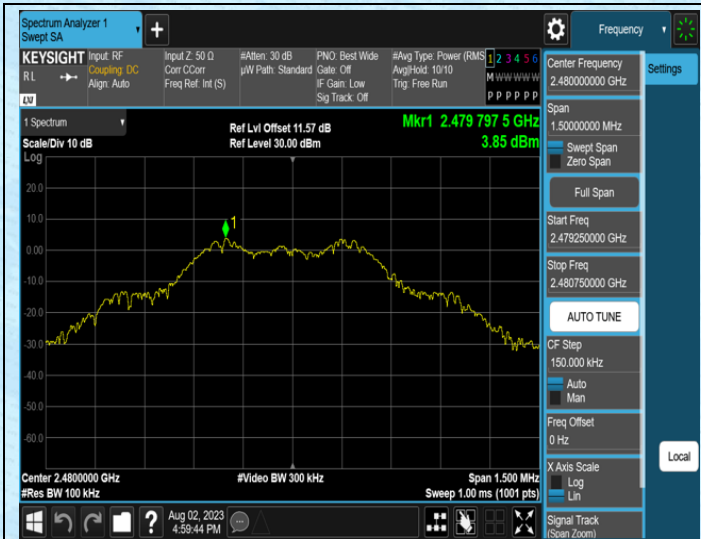 Spectrum Analyzer 1
Swept SA
+
Frequency
KEYSIGHT
RL
LXI
Input: RF
Coupling: DC
Align: Auto
Input Z: 50 Ω
Corr CCorr
Freq Ref: Int (S)
#Atten: 30 dB
µW Path: Standard
PNO: Best Wide
Gate: Off
IF Gain: Low
Sig Track: Off
#Avg Type: Power (RMS
Avg|Hold: 10/10
Trig: Free Run
1 2 3 4 5 6
M W W W W W
P P P P P P
1 Spectrum
Scale/Div 10 dB
Ref Lvl Offset 11.57 dB
Ref Level 30.00 dBm
Mkr1 2.479 797 5 GHz
3.85 dBm
Log
20.0
10.0
0.00
-10.0
-20.0
-30.0
-40.0
-50.0
-60.0
1
Center 2.4800000 GHz
#Res BW 100 kHz
#Video BW 300 kHz
Span 1.500 MHz
Sweep 1.00 ms (1001 pts)
Aug 02, 2023
4:59:44 PM
?
Center Frequency
2.480000000 GHz
Span
1.50000000 MHz
Swept Span
Zero Span
Full Span
Start Freq
2.479250000 GHz
Stop Freq
2.480750000 GHz
AUTO TUNE
CF Step
150.000 kHz
Auto
Man
Freq Offset
0 Hz
X Axis Scale
Log
Lin
Signal Track
(Span Zoom)
Settings
Local